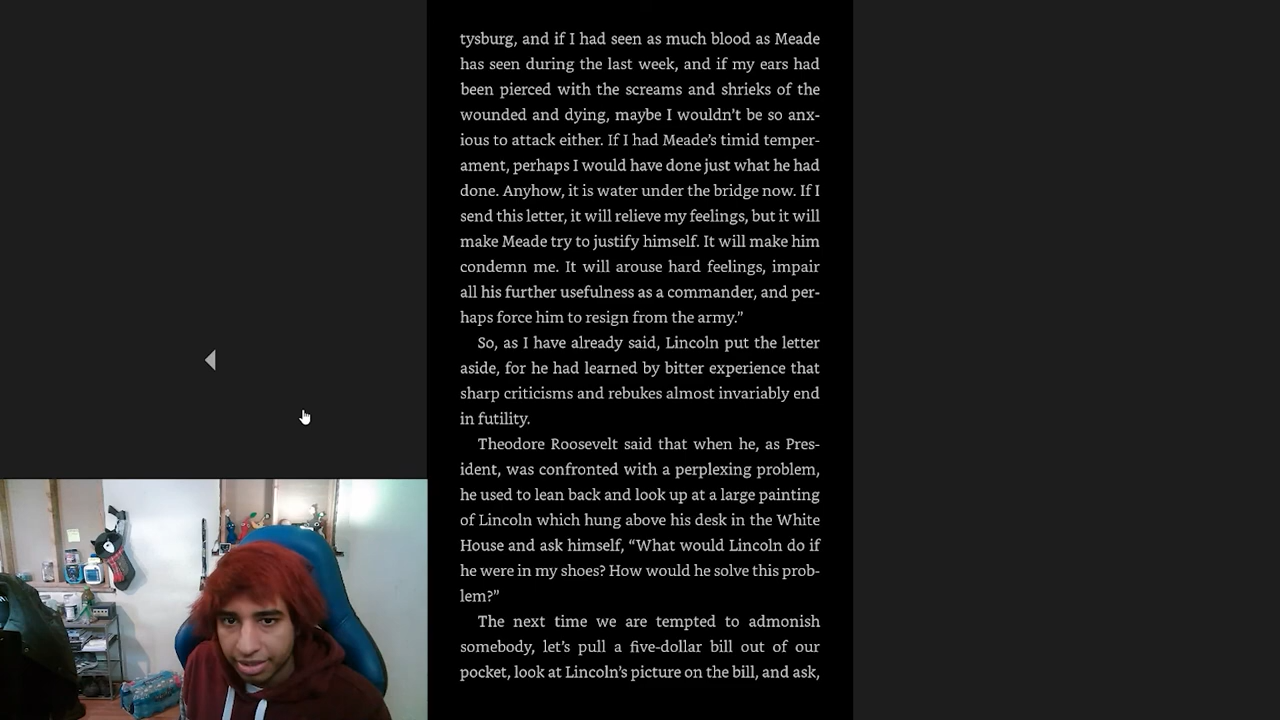 tysburg, and if I had seen as much blood as Meade
has seen during the last week, and if my ears had
been pierced with the screams and shrieks of the
wounded and dying, maybe I wouldn’t be so anx-
ious to attack either. If I had Meade’s timid temper-
ament, perhaps I would have done just what he had
done. Anyhow, it is water under the bridge now. If I
send this letter, it will relieve my feelings, but it will
make Meade try to justify himself. It will make him
condemn me. It will arouse hard feelings, impair
all his further usefulness as a commander, and per-
haps force him to resign from the army.”
So, as I have already said, Lincoln put the letter
aside, for he had learned by bitter experience that
sharp criticisms and rebukes almost invariably end
in futility.
Theodore Roosevelt said that when he, as Pres-
ident, was confronted with a perplexing problem,
he used to lean back and look up at a large painting
of Lincoln which hung above his desk in the White
House and ask himself, “What would Lincoln do if
he were in my shoes? How would he solve this prob-
lem?”
The next time we are tempted to admonish
somebody, let’s pull a five-dollar bill out of our
pocket, look at Lincoln’s picture on the bill, and ask,